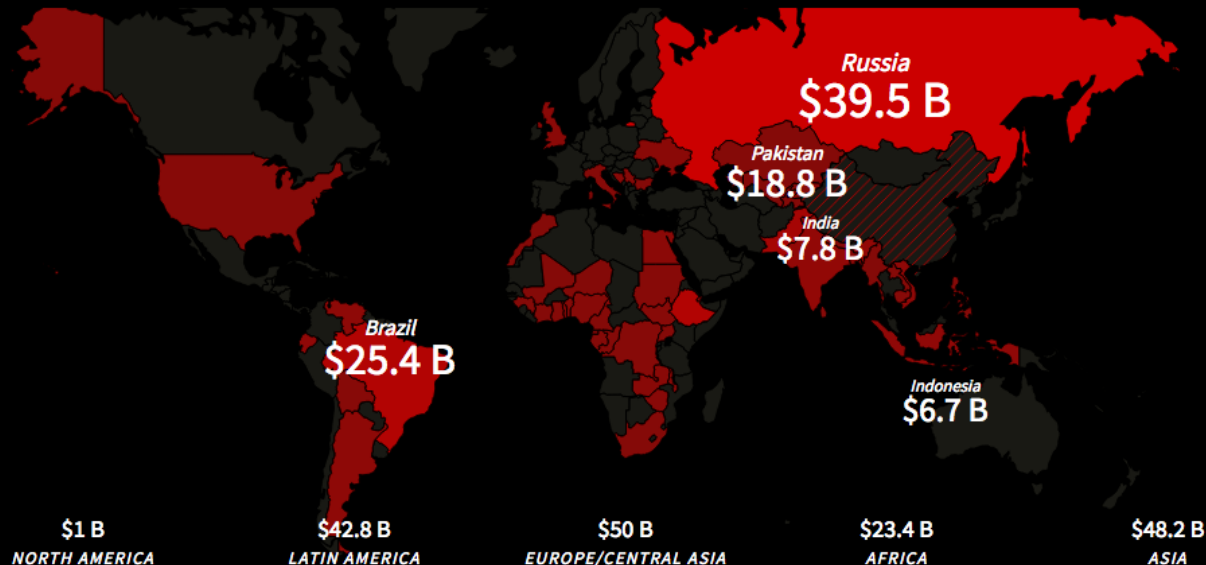 Russia
$39.5 B
Pakistan
$18.8 B
India
$7.8 B
Brazil
$25.4 B
Indonesia
$6.7 B
$1 B
NORTH AMERICA
$42.8 B
LATIN AMERICA
$50 B
EUROPE/CENTRAL ASIA
$23.4 B
AFRICA
$48.2 B
ASIA